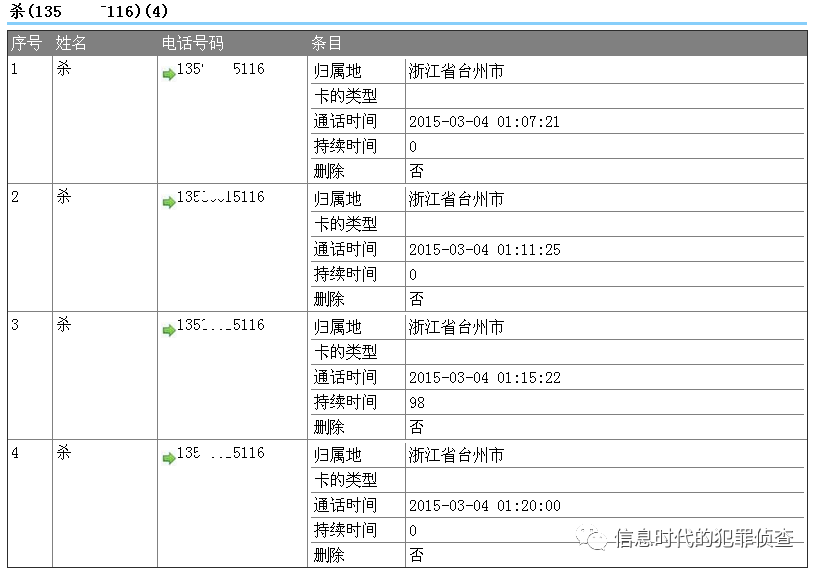 杀(135 116)(4)
序号 姓名 电话号码 条目
1 杀 135 5116 归属地 浙江省台州市
卡的类型
通话时间 2015-03-04 01:07:21
持续时间 0
删除 否
2 杀 135 15116 归属地 浙江省台州市
卡的类型
通话时间 2015-03-04 01:11:25
持续时间 0
删除 否
3 杀 135 5116 归属地 浙江省台州市
卡的类型
通话时间 2015-03-04 01:15:22
持续时间 98
删除 否
4 杀 135 5116 归属地 浙江省台州市
卡的类型
通话时间 2015-03-04 01:20:00
持续时间 0
删除 否
信息时代的犯罪侦查